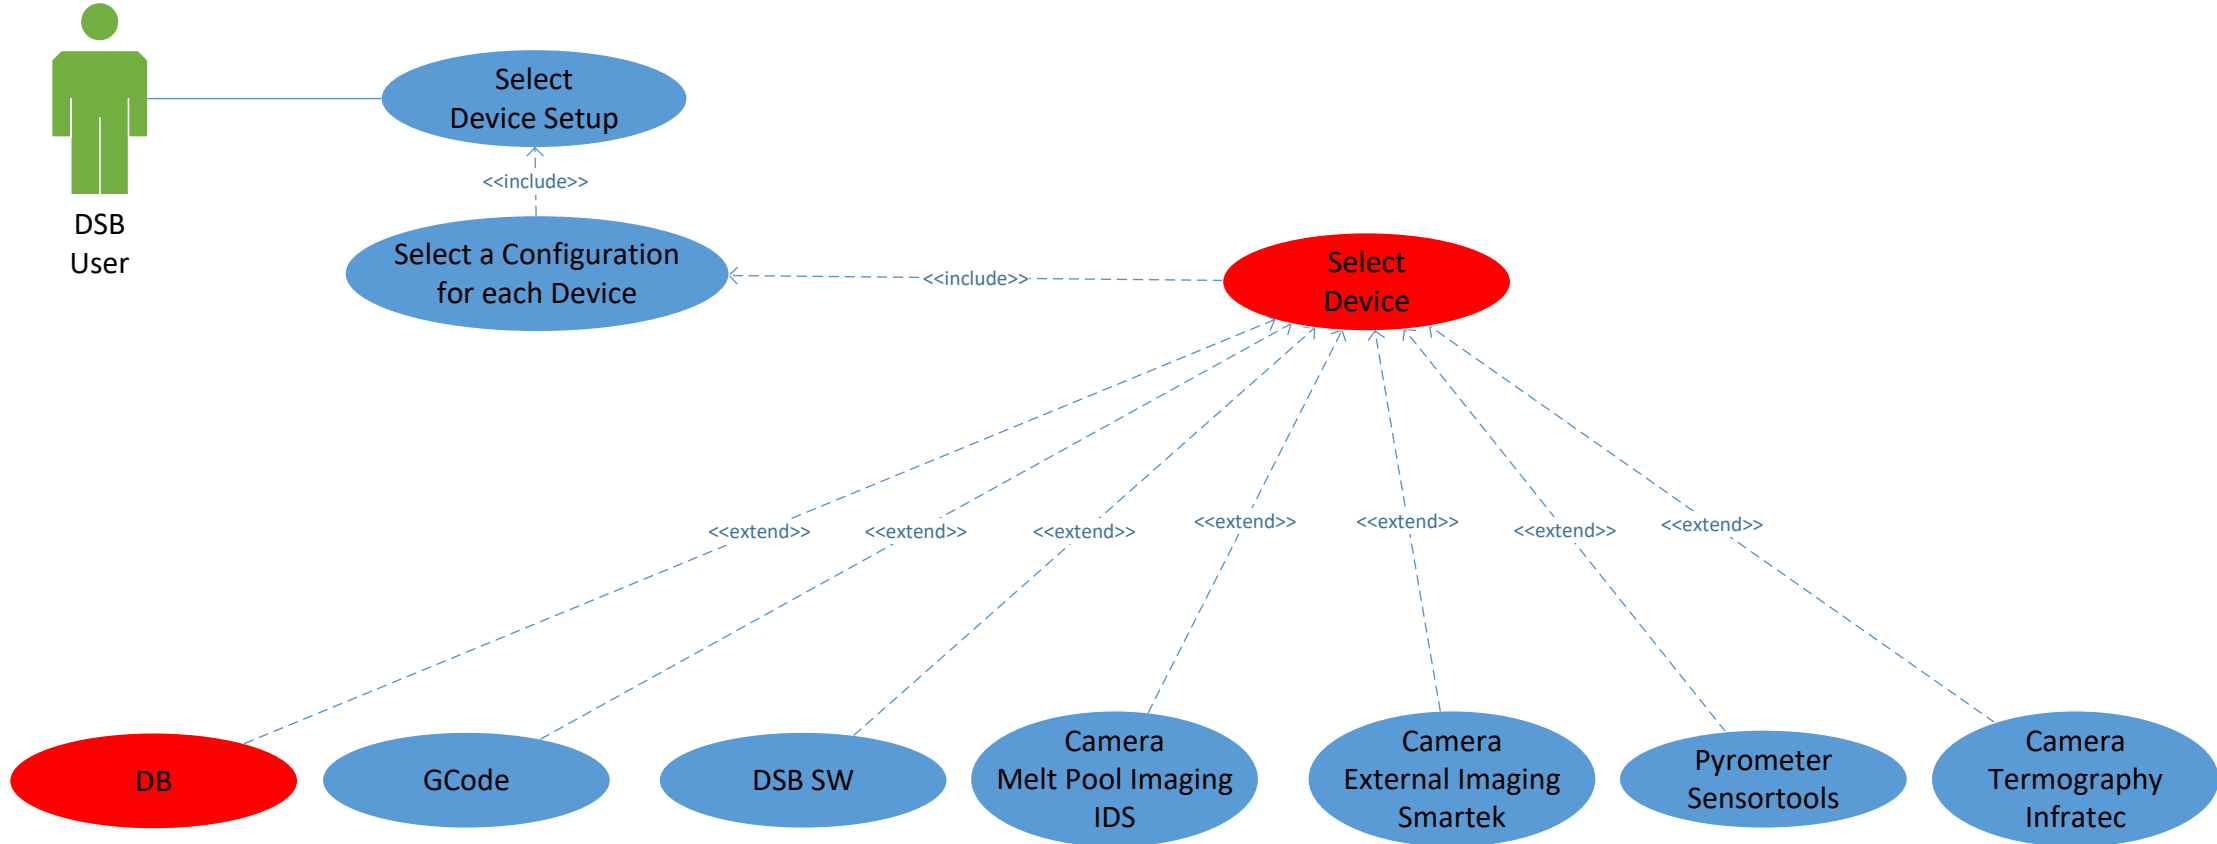 Select
Device Setup
<<include>>
DSB
User
Select a Configuration
for each Device
<<include>>
Select
Device
<<extend>>
<<extend>>
<<extend>>
<<extend>>
<<extend>>
<<extend>>
<<extend>>
DB
GCode
DSB SW
Camera
Melt Pool Imaging
IDS
Camera
External Imaging
Smartek
Pyrometer
Sensortools
Camera
Termography
Infratec